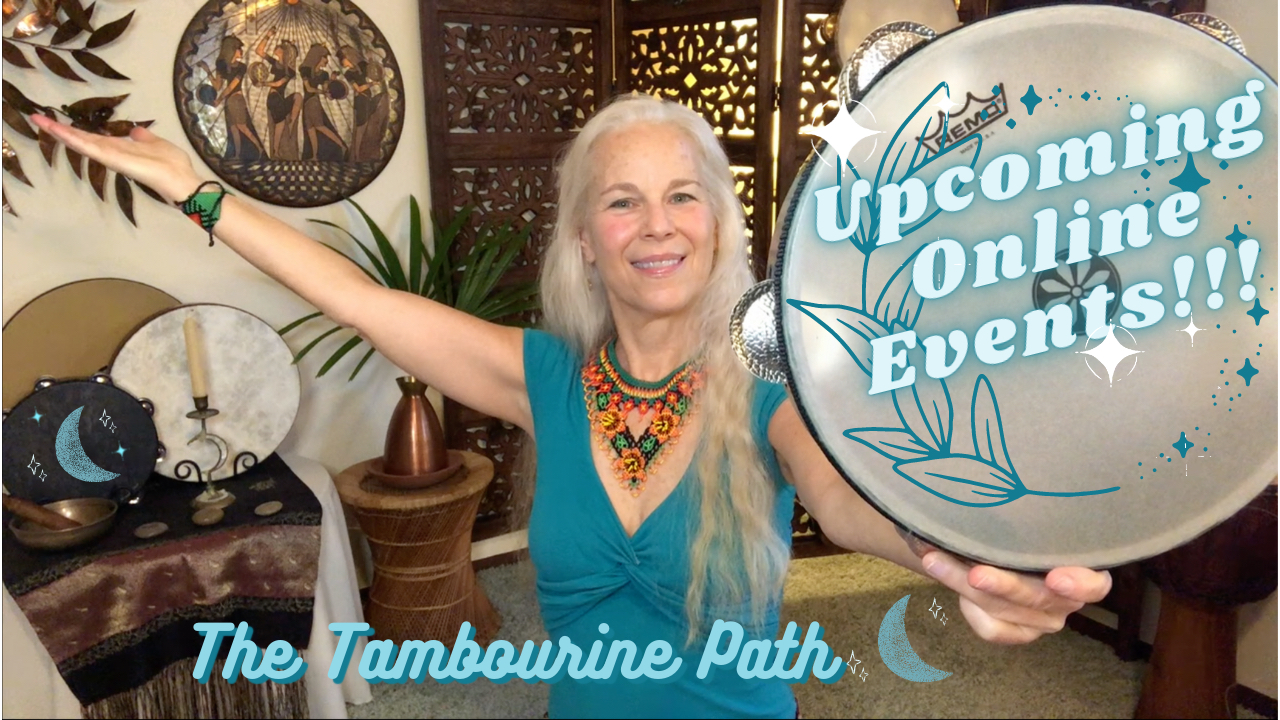 REMO
Upcoming
Online
Events!!!
The Tambourine Path